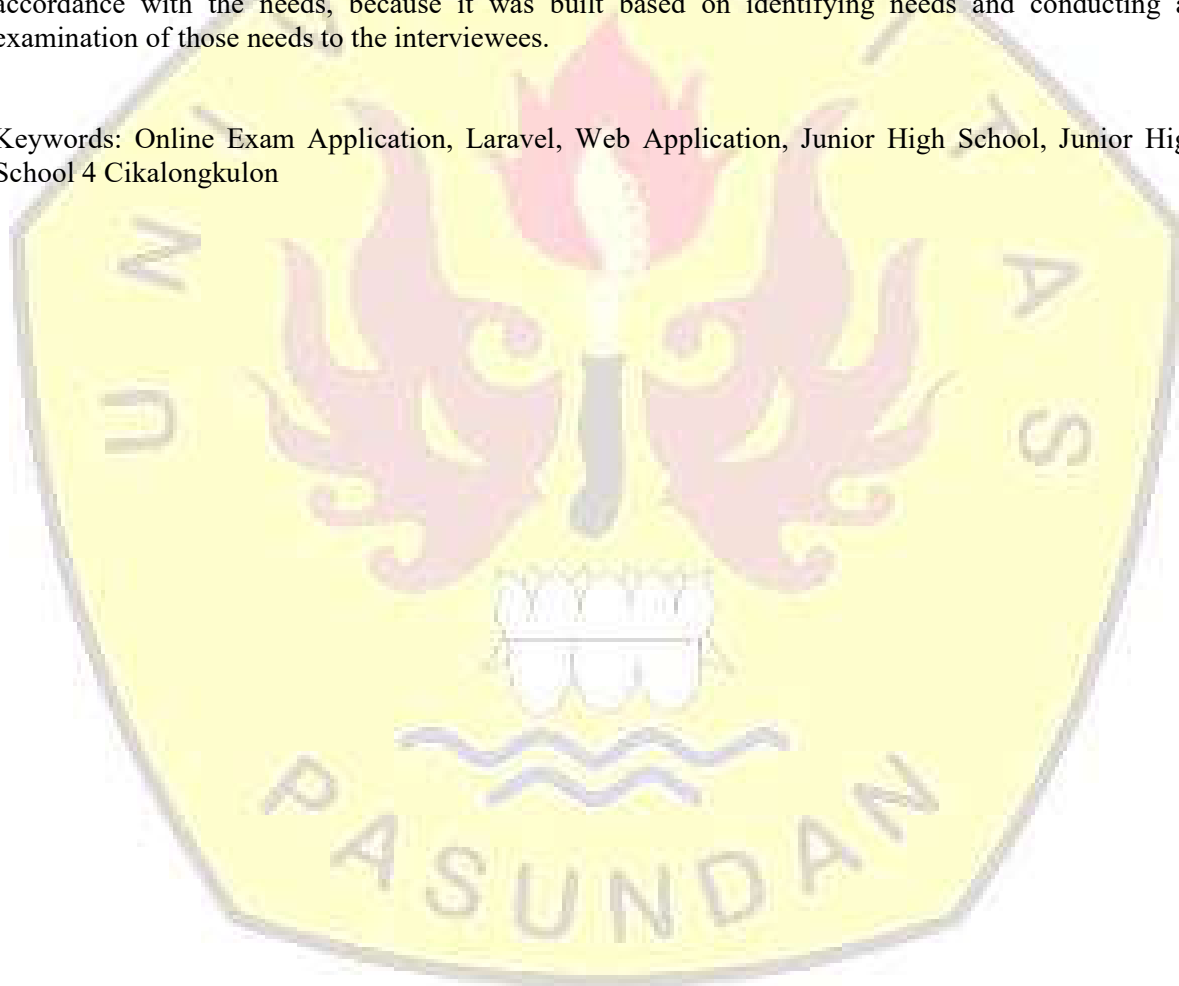 accordance with the needs, because it was built based on identifying needs and conducting a
examination of those needs to the interviewees.
Keywords: Online Exam Application, Laravel, Web Application, Junior High School, Junior Hig
School 4 Cikalongkulon
PASUNDAN